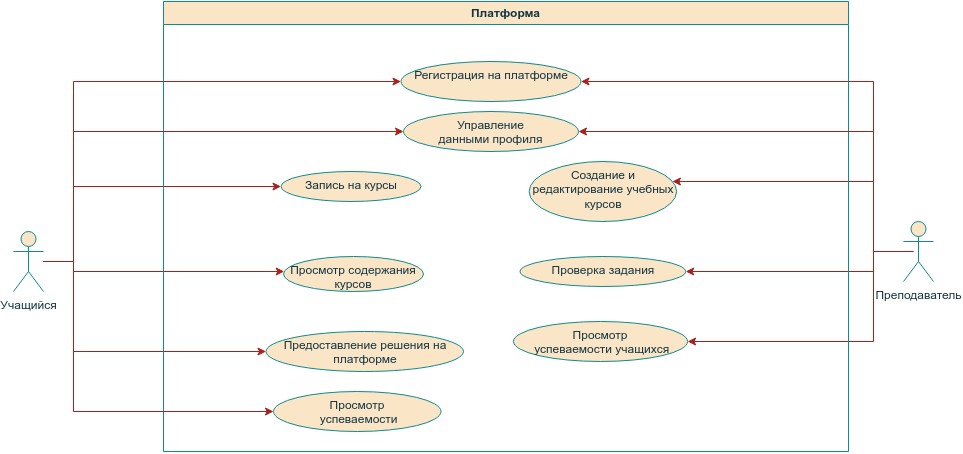 Платформа
Регистрация на платформе
Управление
данными профиля
Запись на курсы
Создание и
редактирование учебных
курсов
Просмотр содержания
курсов
Проверка задания
Учащийся
Преподаватель
Предоставление решения на
платформе
Просмотр
успеваемости учащихся
Просмотр
успеваемости